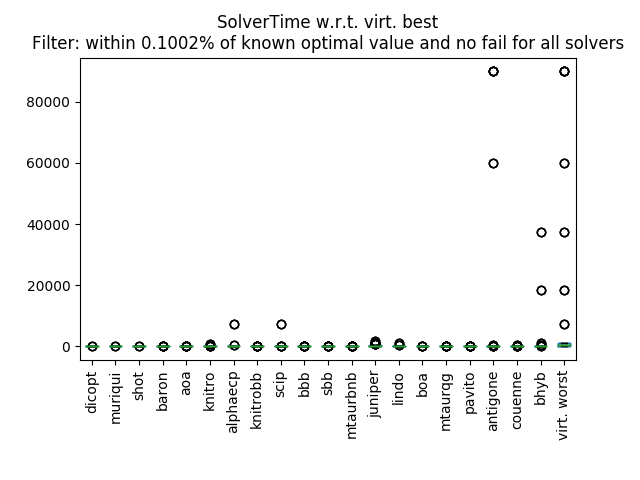 SolverTime w.r.t. virt. best
Filter: within 0.1002% of known optimal value and no fail for all solvers
80000
60000
40000
20000
0
dicopt
muriqui
shot
baron
aoa
knitro
alphaecp
knitrobb
scip
bbb
sbb
mtaurbnb
juniper
lindo
boa
mtaurqg
pavito
antigone
couenne
bhyb
virt. worst